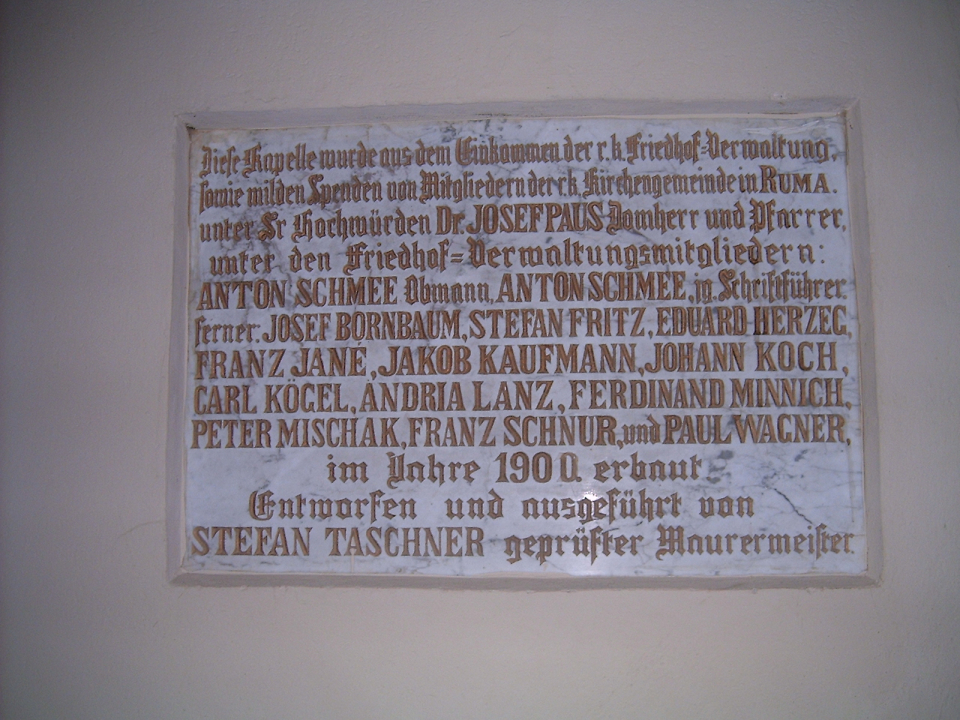 Diese Kapelle wurde aus dem Einkommen der r. k. Friedhof=Verwaltung,
sowie milden Spenden von Mitgliedern der r.k. Kirchengemeinde in RUMA.
unter Sr Hochwürden Dr. JOSEF PAUS Domherr und Pfarrer,
unter den Friedhof=Verwaltungsmitgliedern:
ANTON SCHMEE Obmann, ANTON SCHMEE, jg. Schriftführer
ferner: JOSEF BORNBAUM, STEFAN FRITZ, EDUARD HERZEG,
FRANZ JANÉ, JAKOB KAUFMANN, JOHANN KOCH,
CARL KÖGEL, ANDRIA LANZ, FERDINAND MINNICH,
PETER MISCHAK, FRANZ SCHNUR, und PAUL WAGNER,
im Jahre 1900. erbaut
Entworfen und ausgeführt von
STEFAN TASCHNER geprüfter Maurermeister.